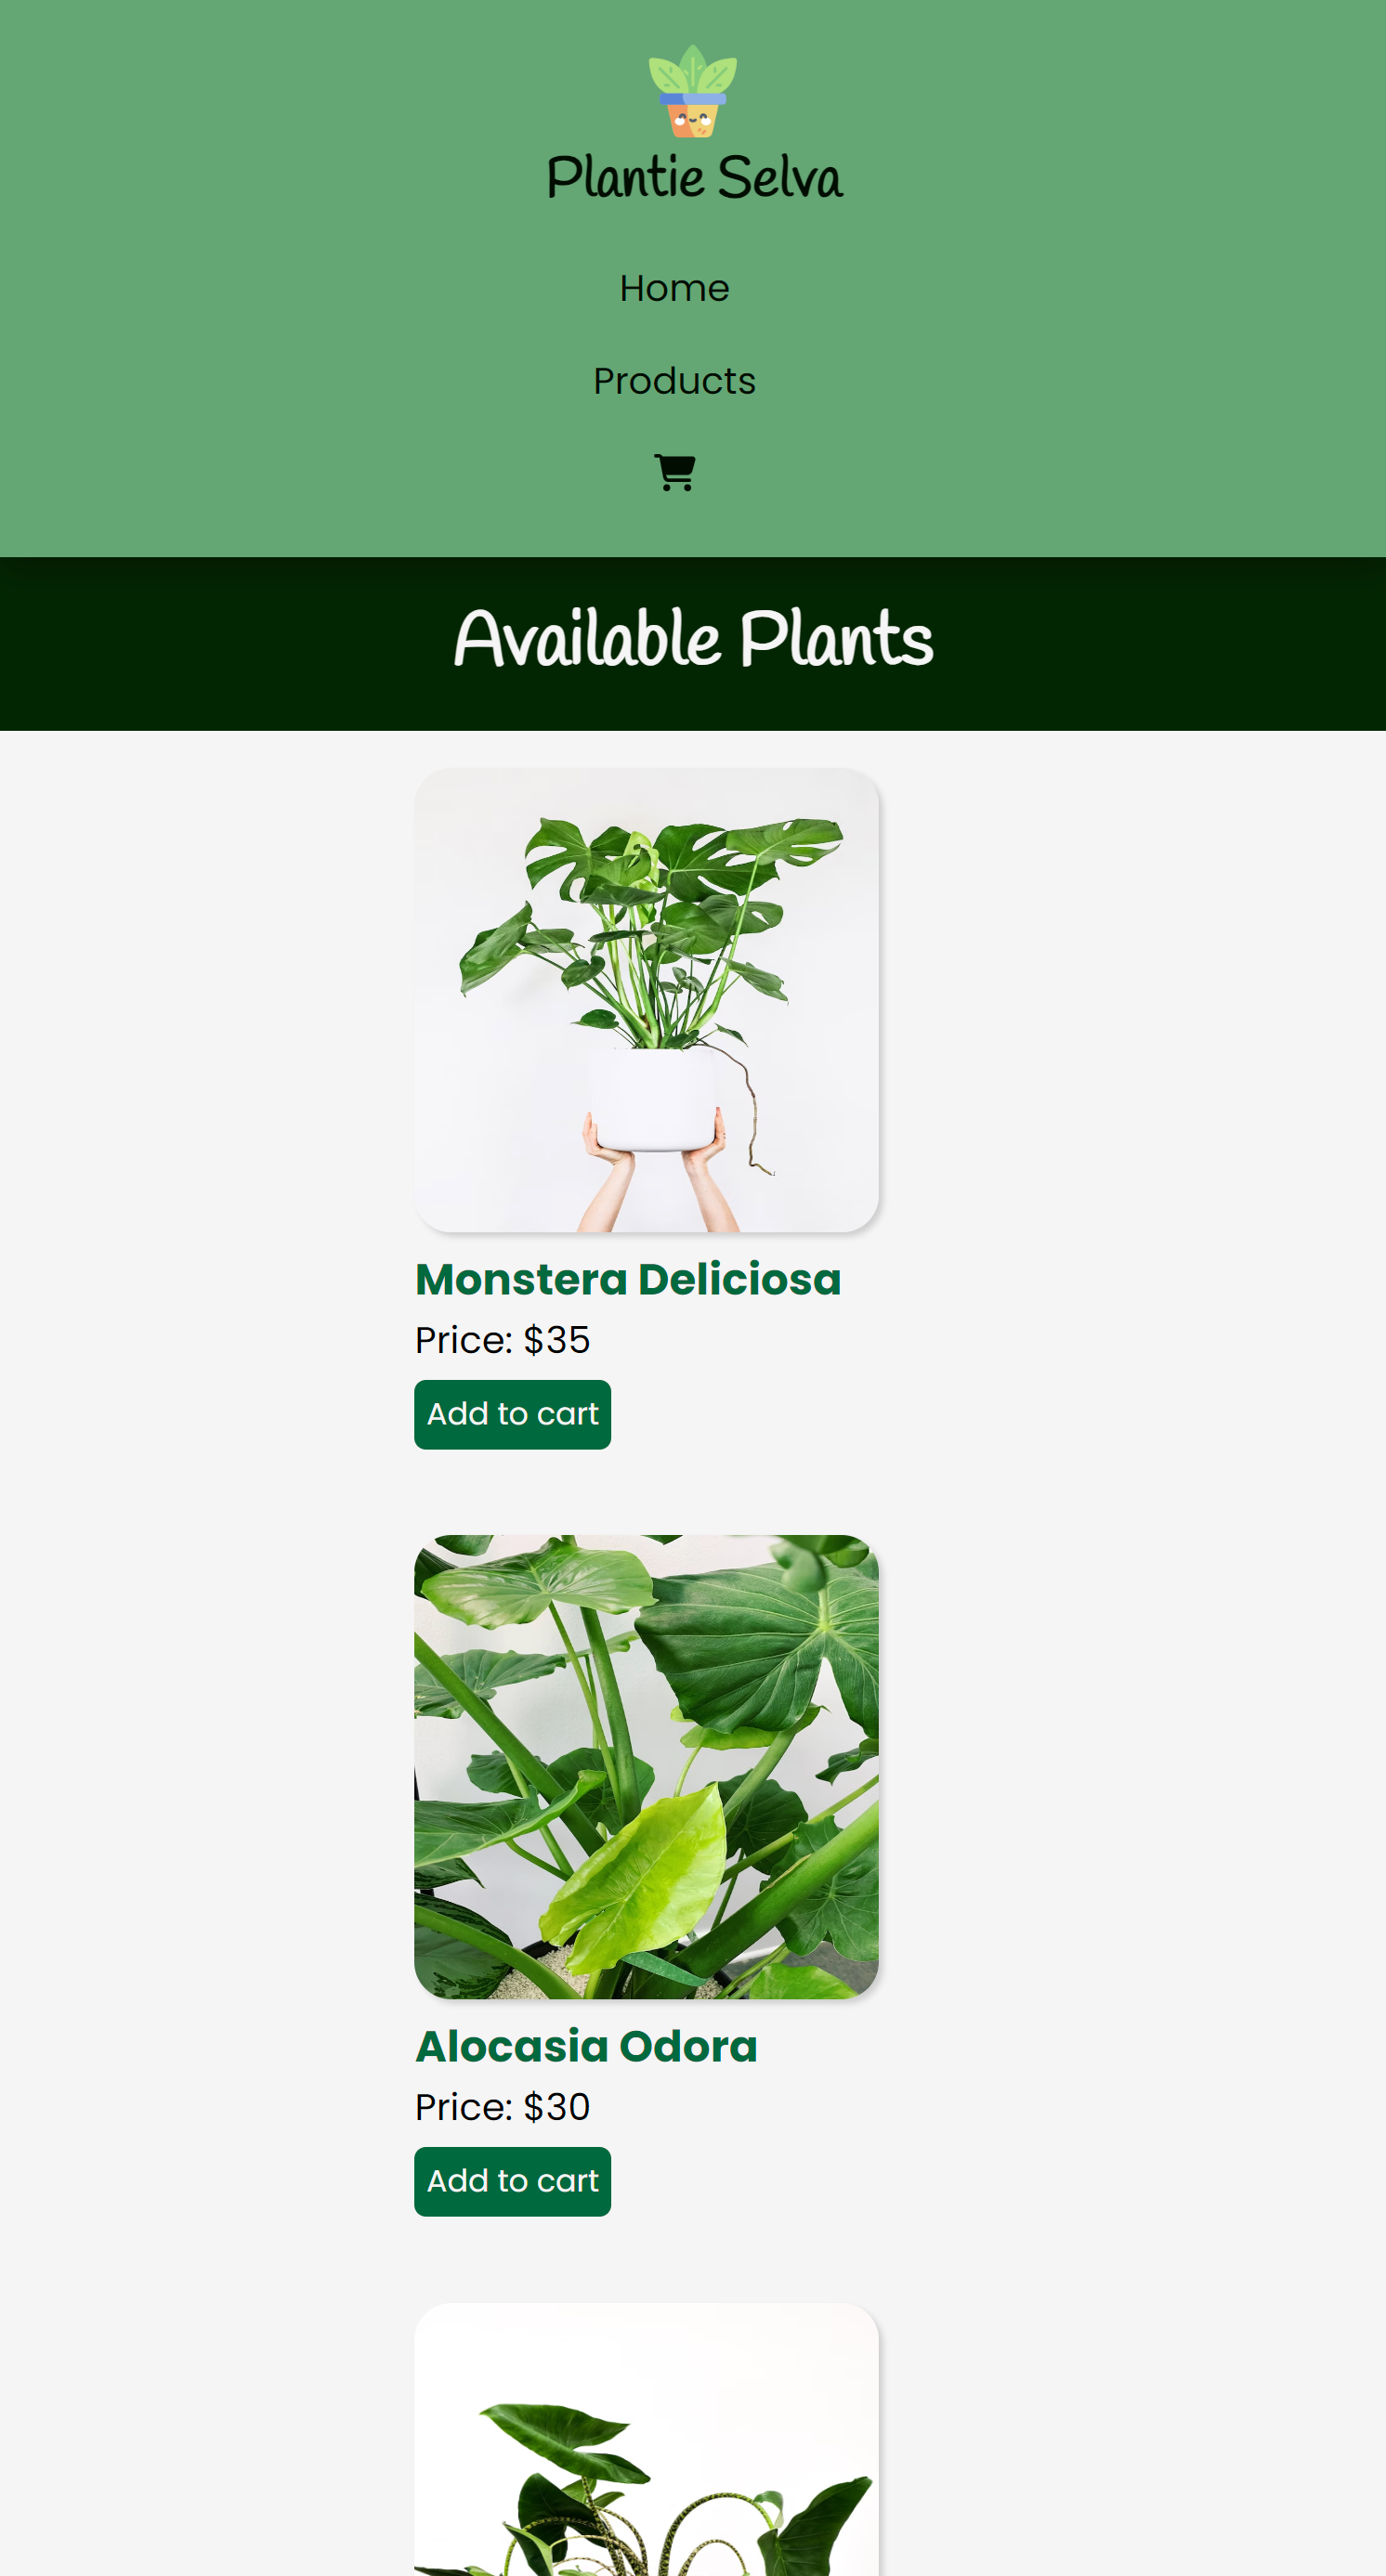 Plantie Selva
Home
Products
Available Plants
Monstera Deliciosa
Price: $35
Add to cart
Alocasia Odora
Price: $30
Add to cart